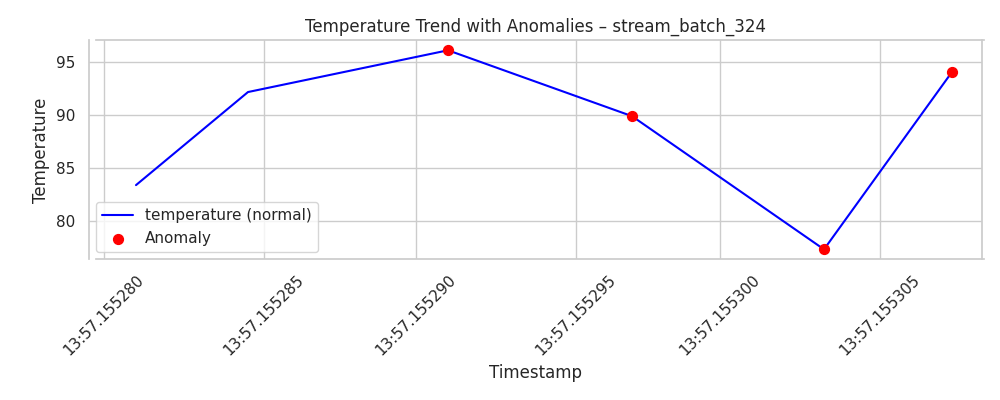 Temperature Trend with Anomalies – stream_batch_324
Temperature
95
90
85
80
temperature (normal)
Anomaly
13:57.155280
13:57.155285
13:57.155290
13:57.155295
13:57.155300
13:57.155305
Timestamp